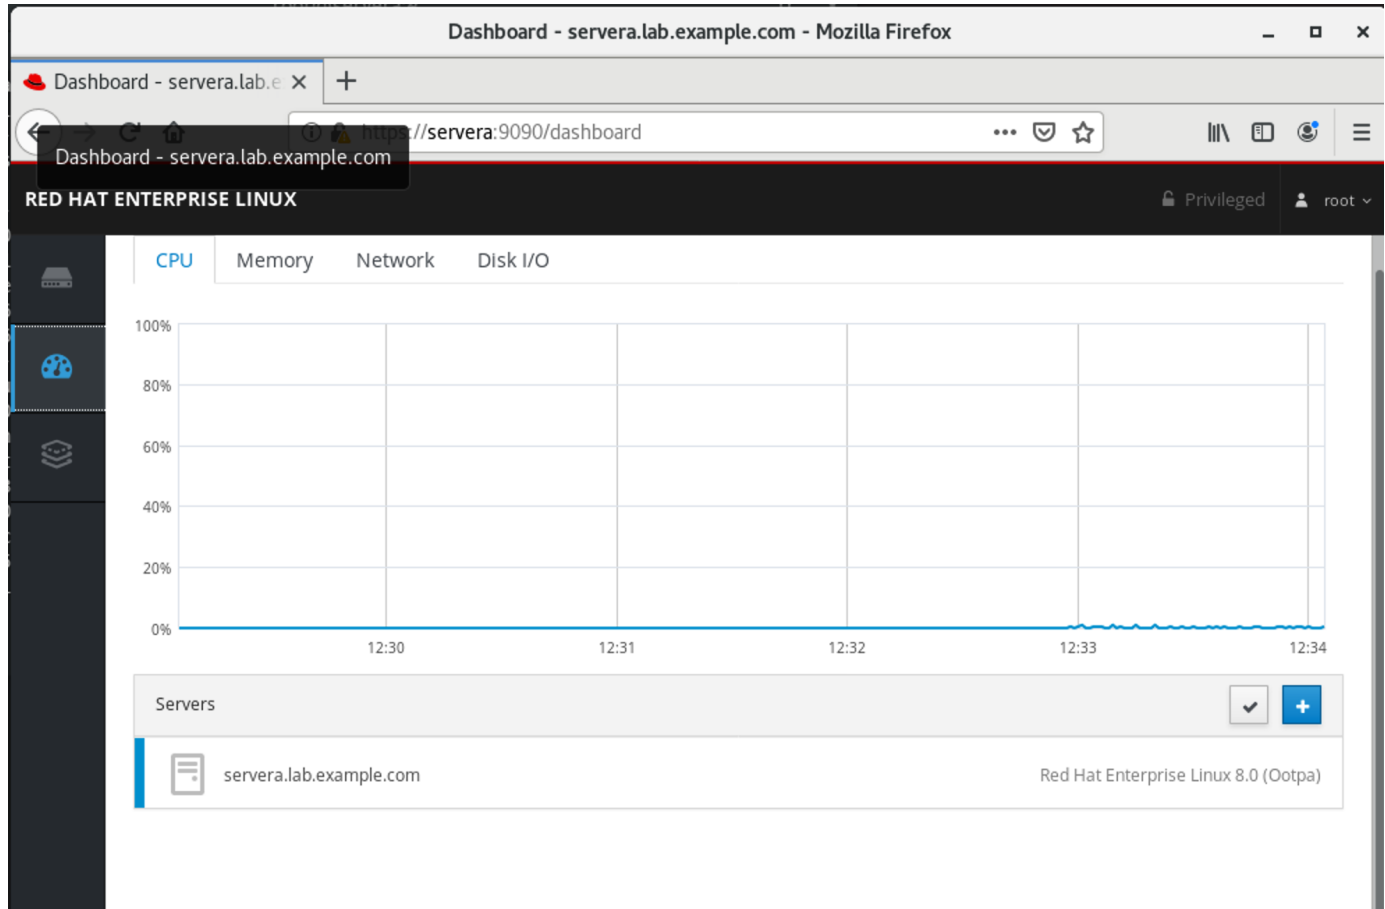 Dashboard - servera.lab.example.com - Mozilla Firefox
Dashboard - servera.lab.e
https://servera:9090/dashboard
Dashboard - servera.lab.example.com
RED HAT ENTERPRISE LINUX
Privileged
root
CPU Memory Network Disk I/O
100%
80%
60%
40%
20%
0%
12:30 12:31 12:32 12:33 12:34
Servers
servera.lab.example.com Red Hat Enterprise Linux 8.0 (Ootpa)